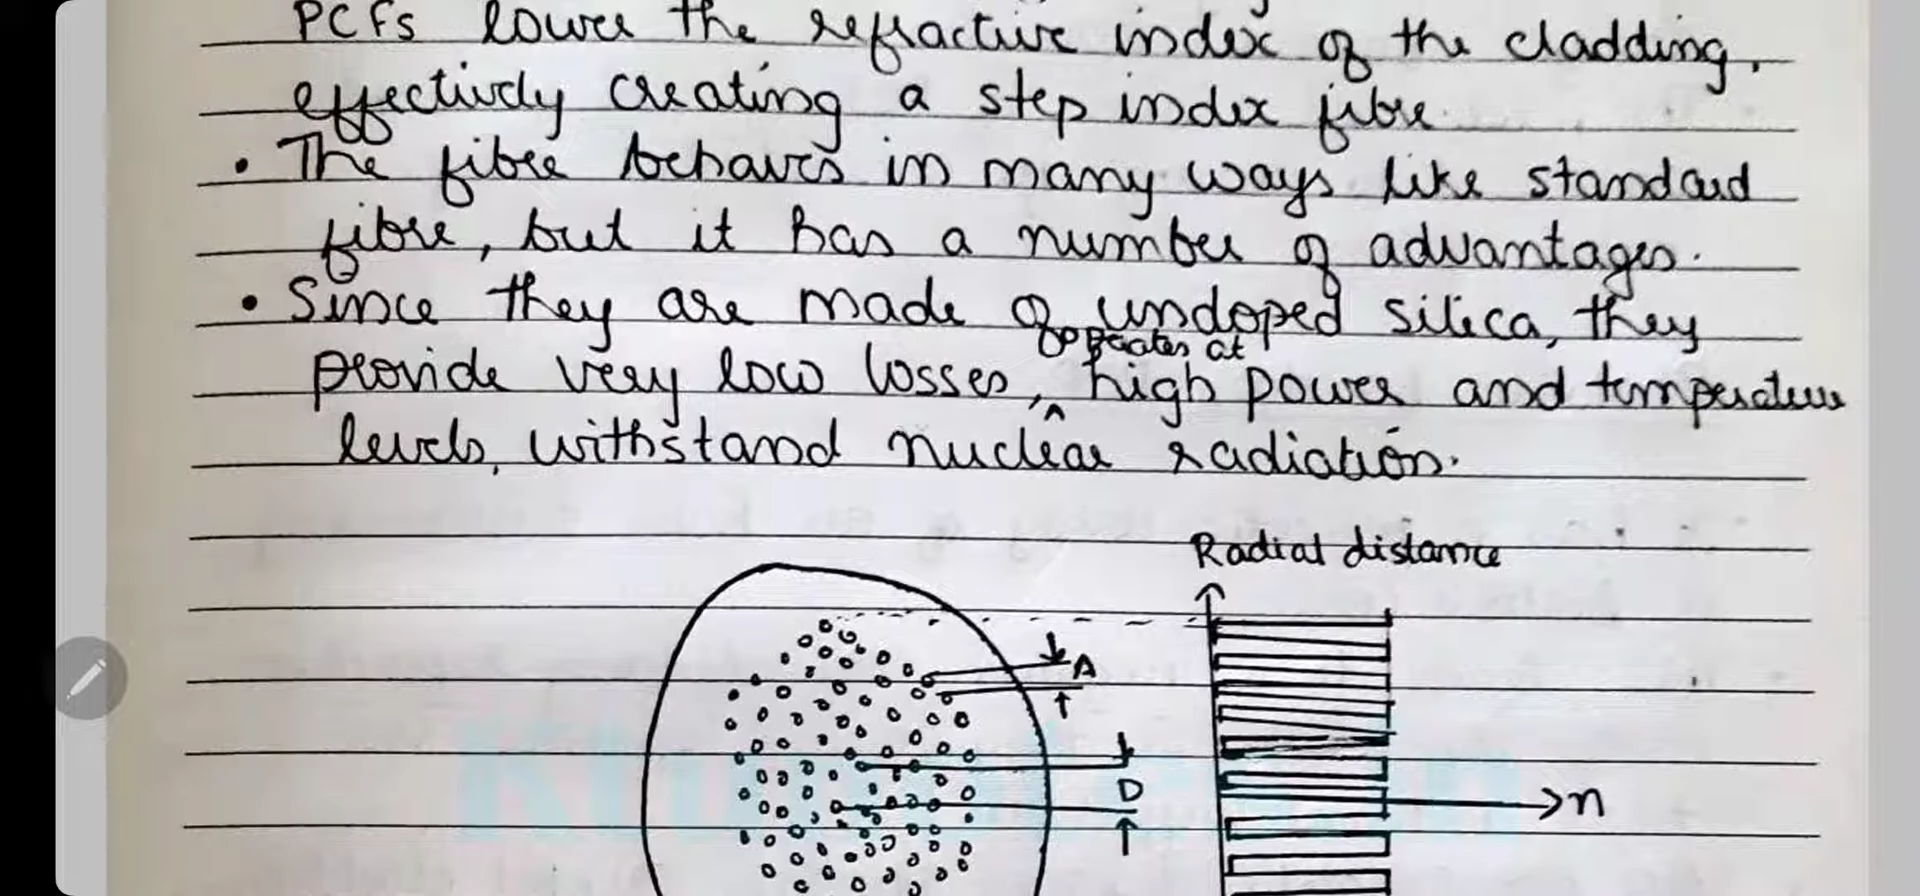 PCFs lower the refractive index of the cladding,
effectively creating a step index fibre.
• The fibre behaves in many ways like standard
fibre, but it has a number of advantages.
• Since they are made of undoped silica, they
operates at
provide very low losses, ^ high power and temperature
levels, withstand nuclear radiation.
Radial distance
A
D
n